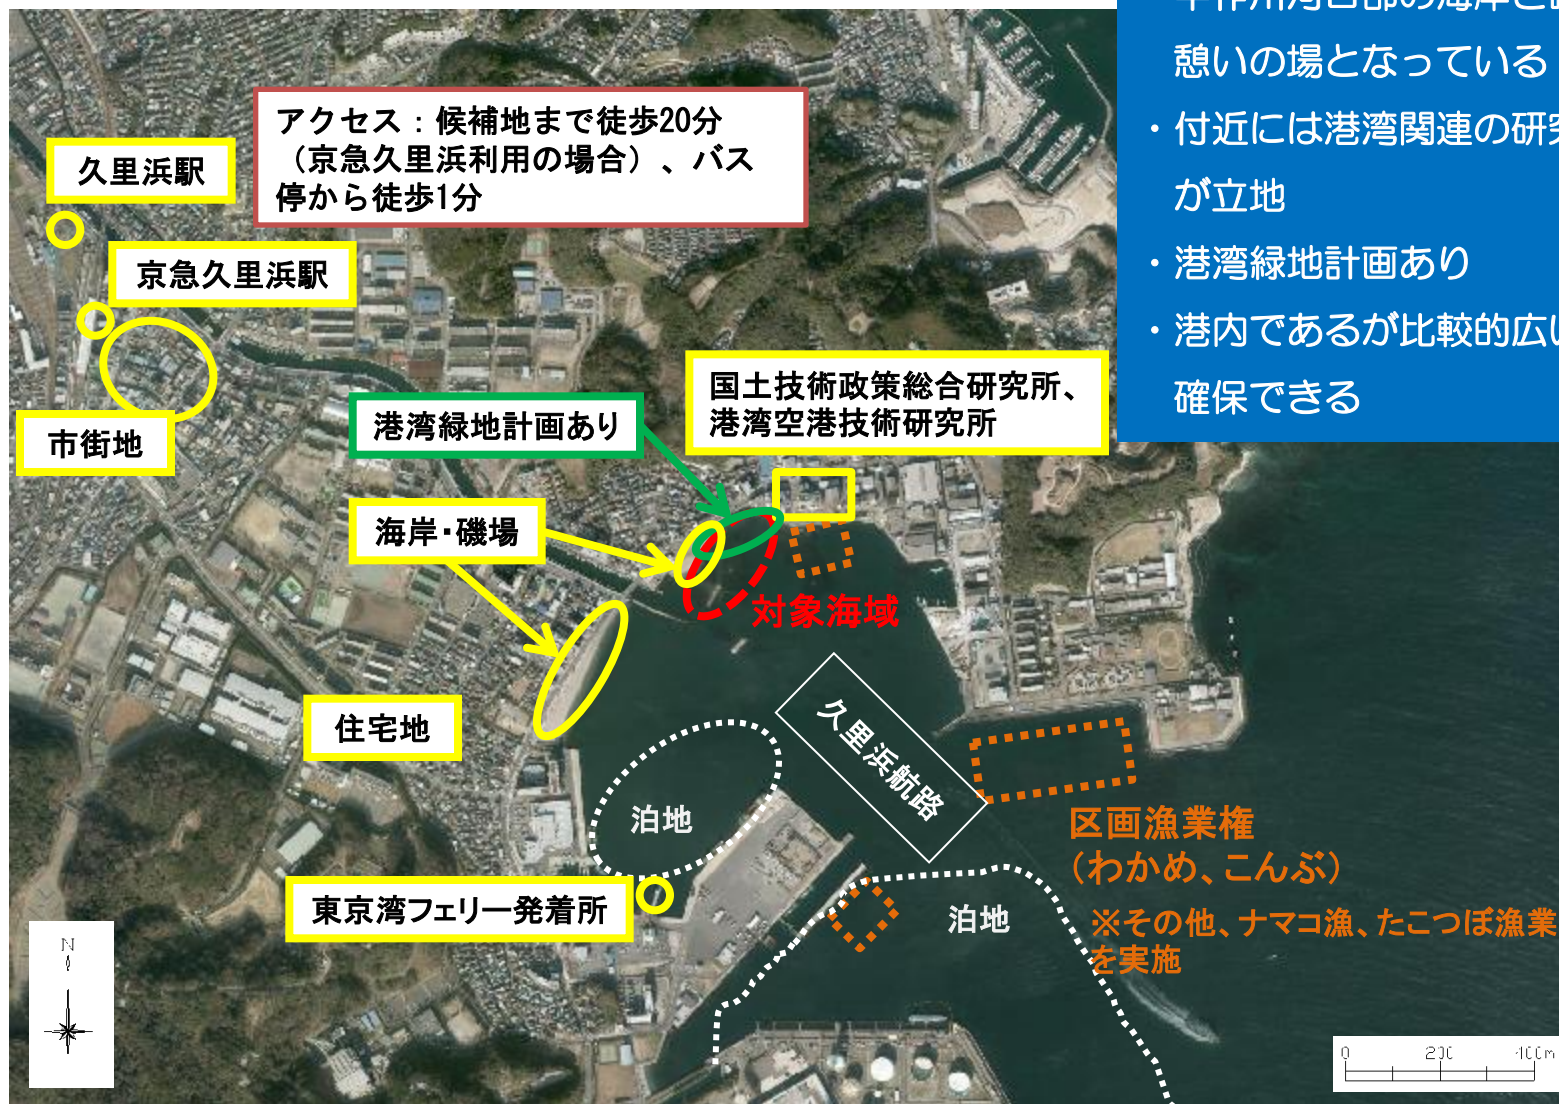 憩いの場となっている
・付近には港湾関連の研究
が立地
・港湾緑地計画あり
・港内であるが比較的広い
確保できる
アクセス：候補地まで徒歩20分
（京急久里浜利用の場合）、バス
停から徒歩1分
久里浜駅
京急久里浜駅
市街地
港湾緑地計画あり
国土技術政策総合研究所、
港湾空港技術研究所
海岸・磯場
対象海域
住宅地
久里浜航路
泊地
区画漁業権
（わかめ、こんぶ）
※その他、ナマコ漁、たこつぼ漁業
を実施
東京湾フェリー発着所
泊地
N
0 200 400m